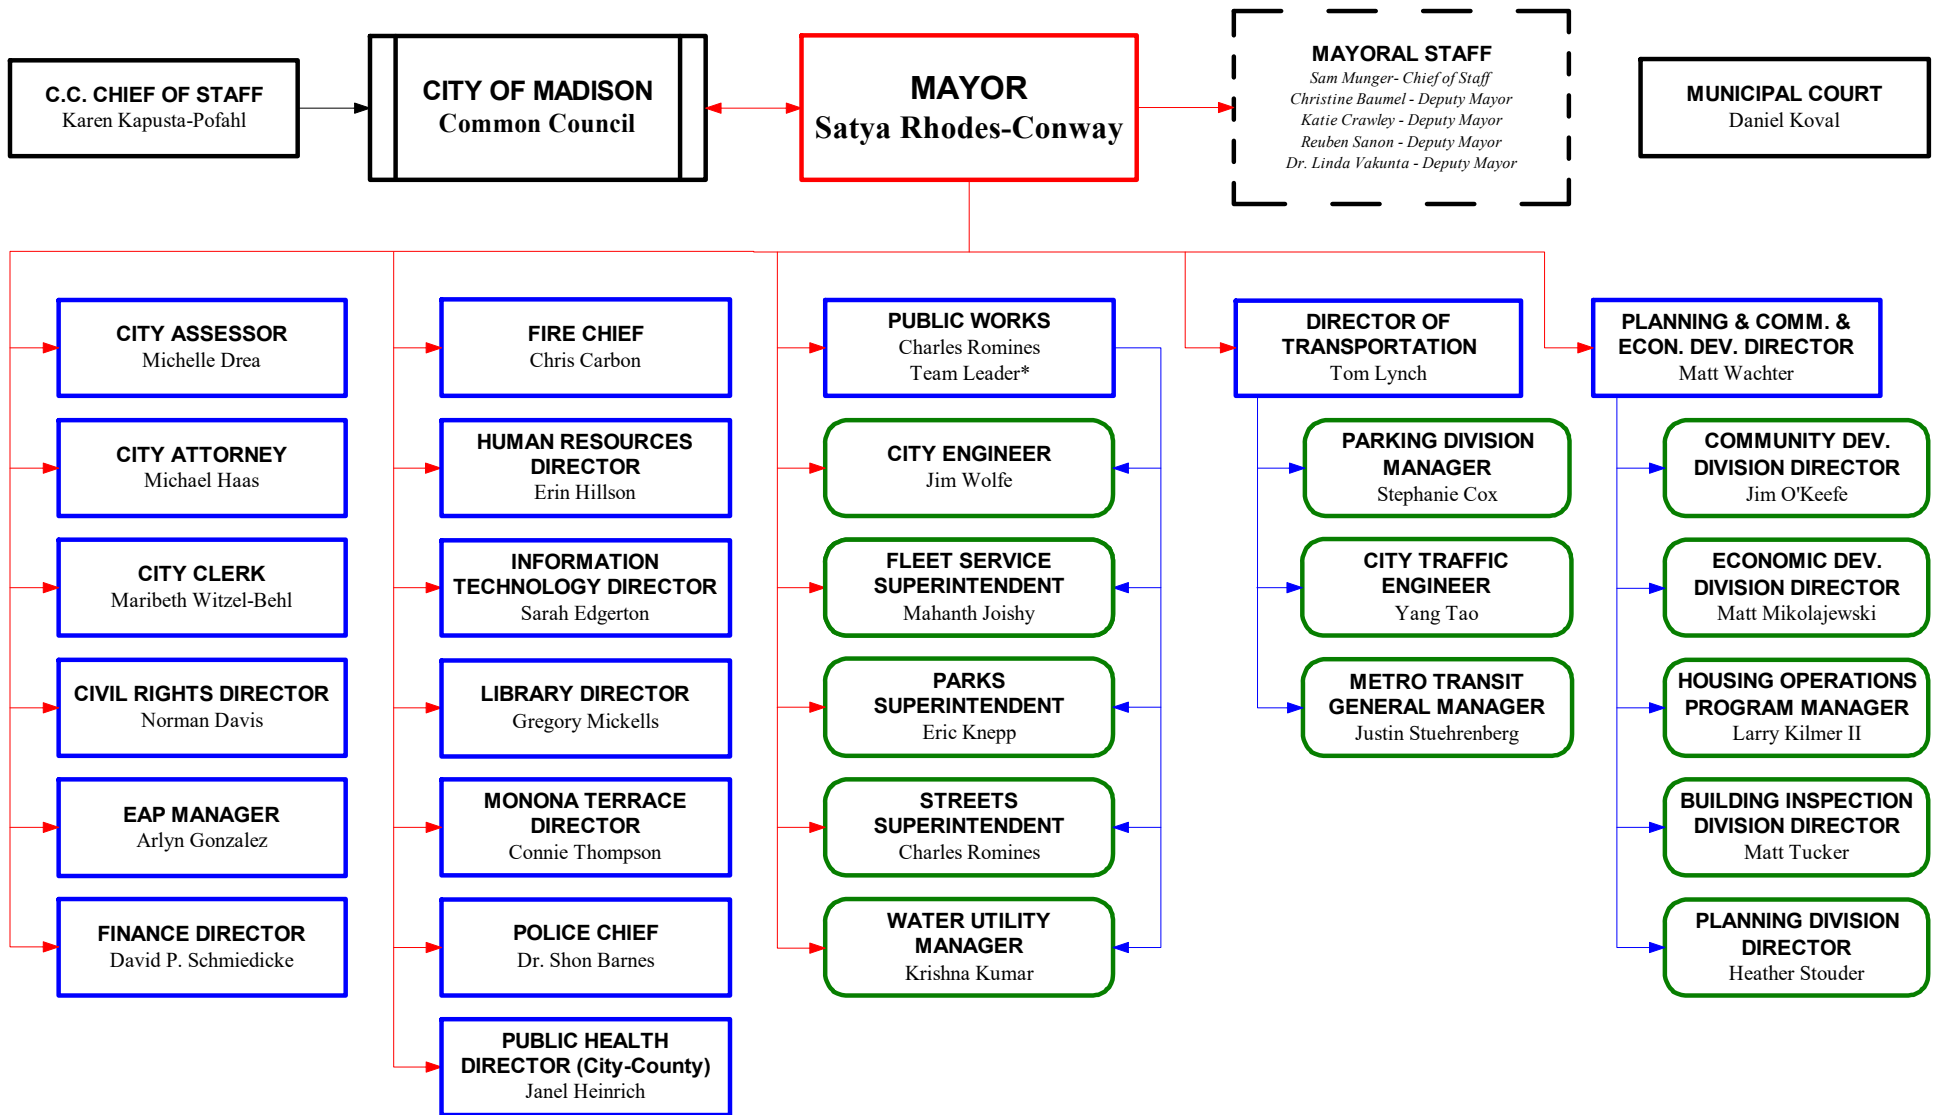 C.C. CHIEF OF STAFF
Karen Kapusta-Pofahl
CITY OF MADISON
Common Council
MAYOR
Satya Rhodes-Conway
MAYORAL STAFF
Sam Munger- Chief of Staff
Christine Baumel - Deputy Mayor
Katie Crawley - Deputy Mayor
Reuben Sanon - Deputy Mayor
Dr. Linda Vakunta - Deputy Mayor
MUNICIPAL COURT
Daniel Koval
CITY ASSESSOR
Michelle Drea
CITY ATTORNEY
Michael Haas
CITY CLERK
Maribeth Witzel-Behl
CIVIL RIGHTS DIRECTOR
Norman Davis
EAP MANAGER
Arlyn Gonzalez
FINANCE DIRECTOR
David P. Schmiedicke
FIRE CHIEF
Chris Carbon
HUMAN RESOURCES
DIRECTOR
Erin Hillson
INFORMATION
TECHNOLOGY DIRECTOR
Sarah Edgerton
LIBRARY DIRECTOR
Gregory Mickells
MONONA TERRACE
DIRECTOR
Connie Thompson
POLICE CHIEF
Dr. Shon Barnes
PUBLIC HEALTH
DIRECTOR (City-County)
Janel Heinrich
PUBLIC WORKS
Charles Romines
Team Leader*
CITY ENGINEER
Jim Wolfe
FLEET SERVICE
SUPERINTENDENT
Mahanth Joishy
PARKS
SUPERINTENDENT
Eric Knepp
STREETS
SUPERINTENDENT
Charles Romines
WATER UTILITY
MANAGER
Krishna Kumar
DIRECTOR OF
TRANSPORTATION
Tom Lynch
PARKING DIVISION
MANAGER
Stephanie Cox
CITY TRAFFIC
ENGINEER
Yang Tao
METRO TRANSIT
GENERAL MANAGER
Justin Stuehrenberg
PLANNING & COMM. &
ECON. DEV. DIRECTOR
Matt Wachter
COMMUNITY DEV.
DIVISION DIRECTOR
Jim O'Keefe
ECONOMIC DEV.
DIVISION DIRECTOR
Matt Mikolajewski
HOUSING OPERATIONS
PROGRAM MANAGER
Larry Kilmer II
BUILDING INSPECTION
DIVISION DIRECTOR
Matt Tucker
PLANNING DIVISION
DIRECTOR
Heather Stouder